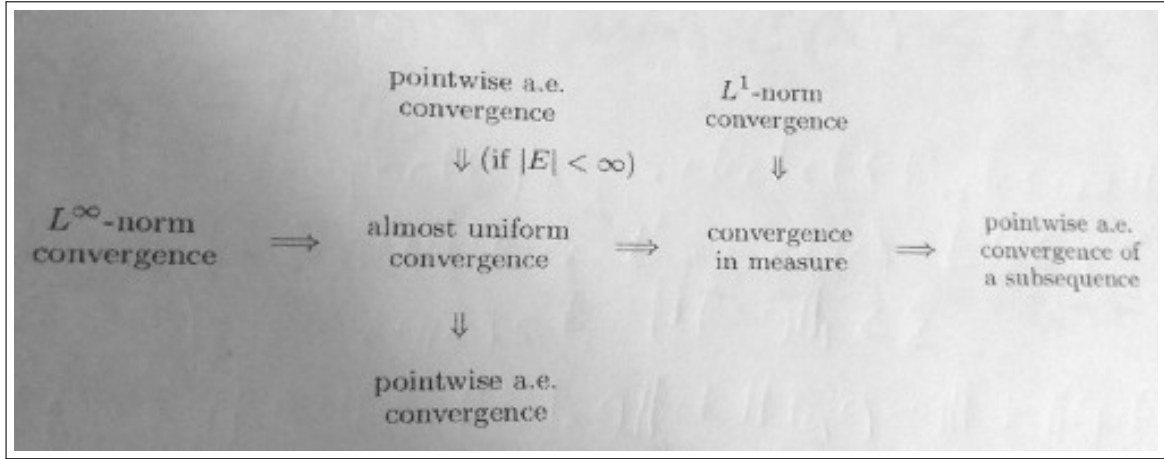 pointwise a.e.
convergence
L^1-norm
convergence
⇓ (if |E| < ∞)
⇓
L^∞-norm
convergence
⟹
almost uniform
convergence
⟹
convergence
in measure
⟹
pointwise a.e.
convergence of
a subsequence
⇓
pointwise a.e.
convergence